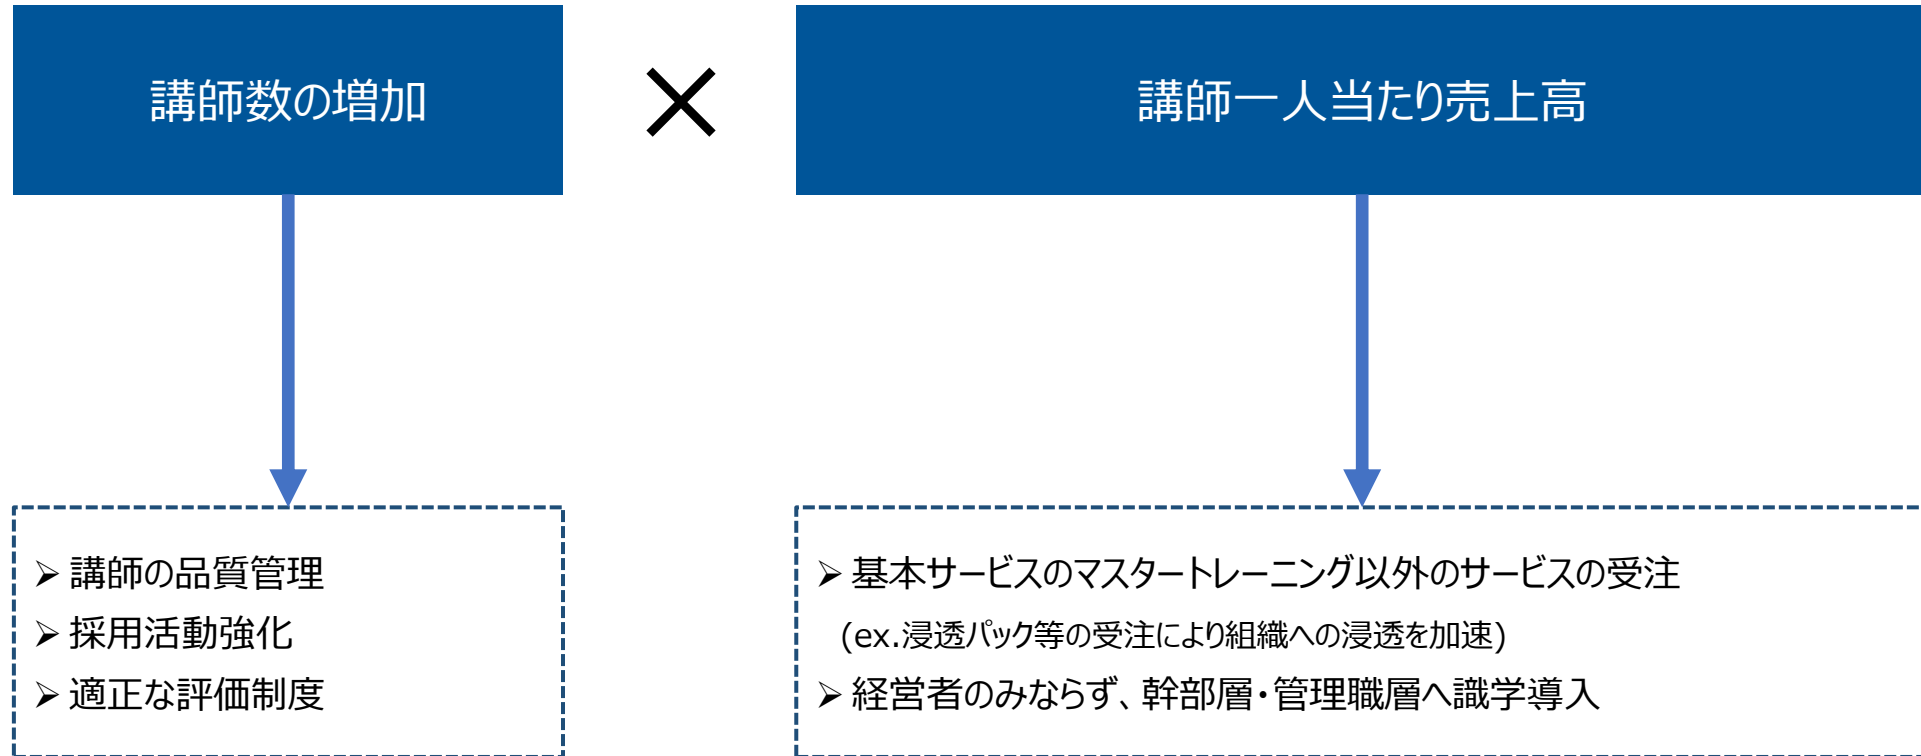 講師数の増加
×
講師一人当たり売上高
➢ 講師の品質管理
➢ 採用活動強化
➢ 適正な評価制度
➢ 基本サービスのマスタートレーニング以外のサービスの受注
(ex.浸透パック等の受注により組織への浸透を加速)
➢ 経営者のみならず、幹部層・管理職層へ識学導入